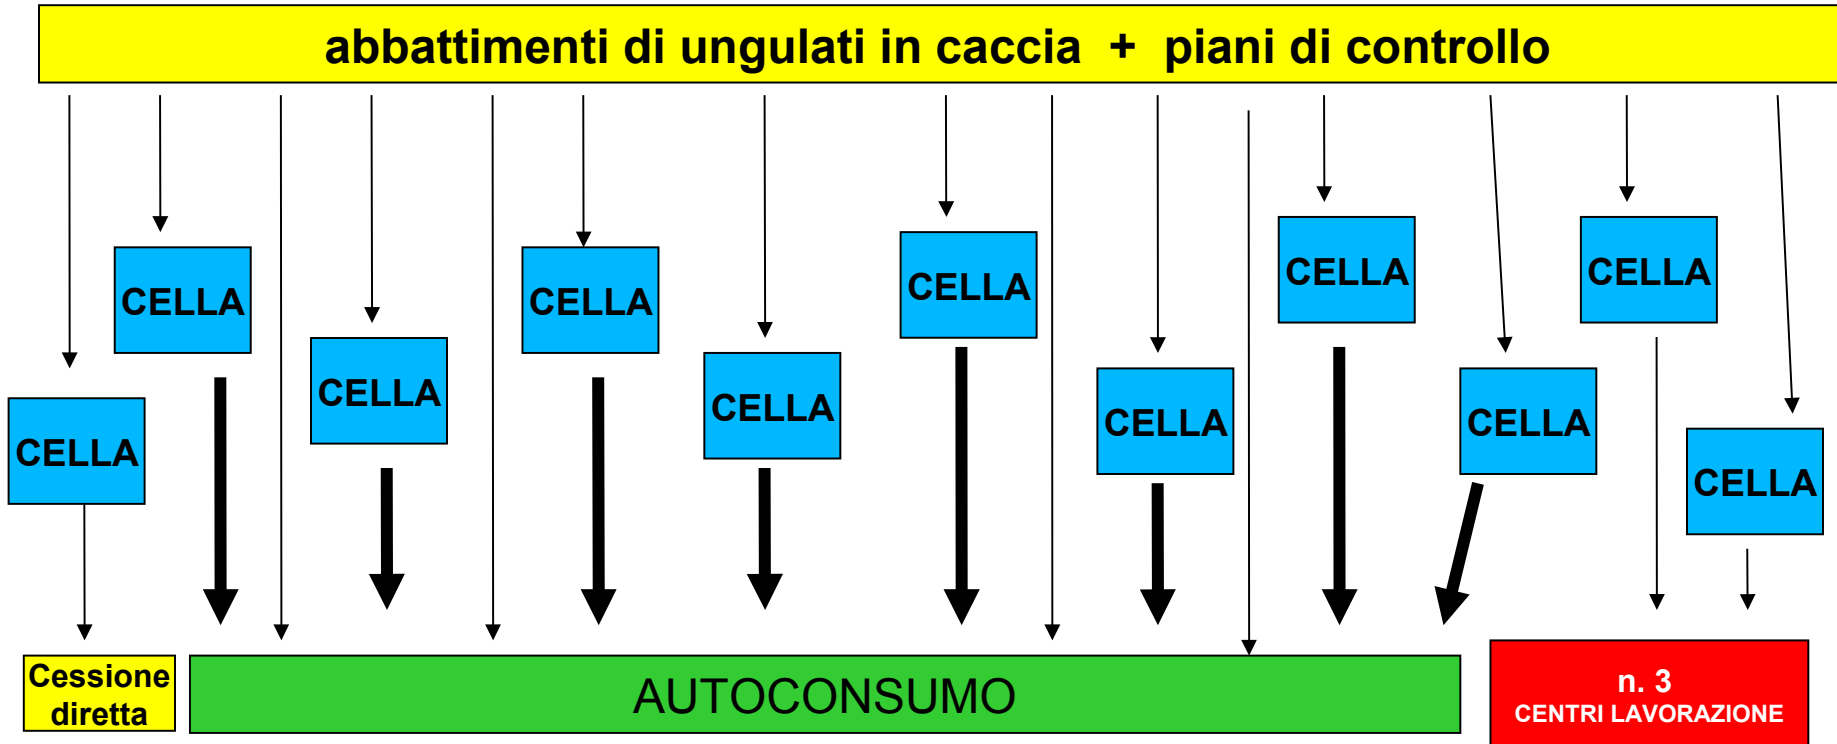 abbattimenti di ungulati in caccia + piani di controllo
CELLA
CELLA
CELLA
CELLA
CELLA
CELLA
CELLA
CELLA
CELLA
CELLA
CELLA
Cessione
diretta
AUTOCONSUMO
n. 3
CENTRI LAVORAZIONE